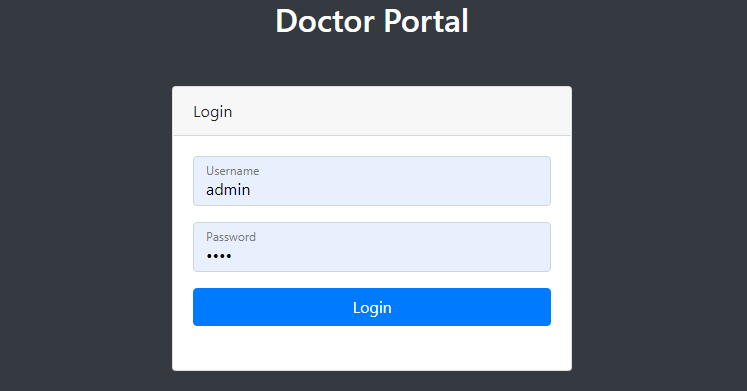 Doctor Portal
Login
Username
admin
Password
••••
Login